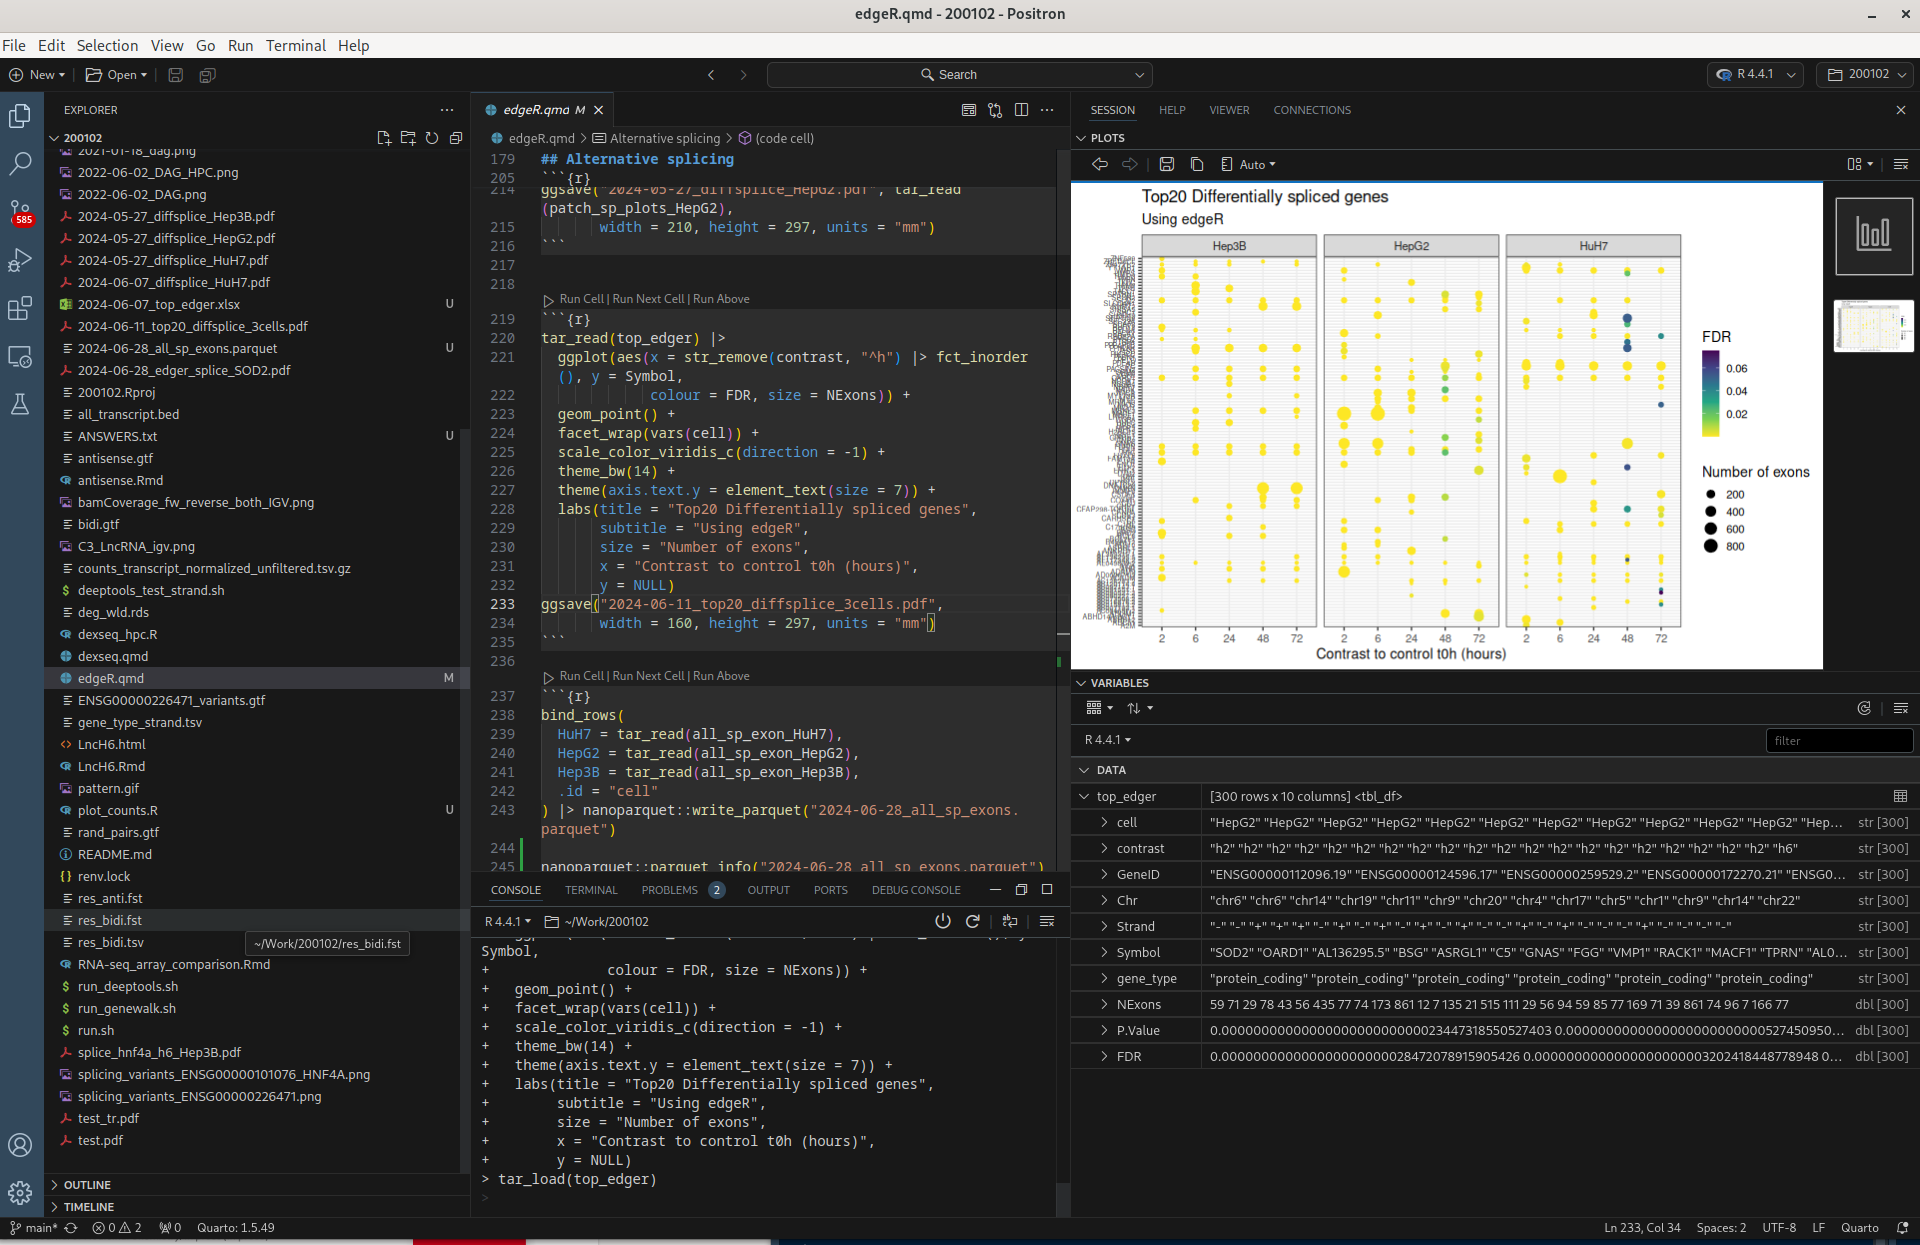 edgeR.qmd - 200102 - Positron
File Edit Selection View Go Run Terminal Help
New Open Search R 4.4.1 200102
EXPLORER
200102
2021-01-18_dag.png
2022-06-02_DAG_HPC.png
2022-06-02_DAG.png
2024-05-27_diffsplice_Hep3B.pdf
2024-05-27_diffsplice_HepG2.pdf
2024-05-27_diffsplice_HuH7.pdf
2024-06-07_diffsplice_HuH7.pdf
2024-06-07_top_edger.xlsx U
2024-06-11_top20_diffsplice_3cells.pdf
2024-06-28_all_sp_exons.parquet U
2024-06-28_edger_splice_SOD2.pdf
200102.Rproj
all_transcript.bed
ANSWERS.txt U
antisense.gtf
antisense.Rmd
bamCoverage_fw_reverse_both_IGV.png
bidi.gtf
C3_LncRNA_igv.png
counts_transcript_normalized_unfiltered.tsv.gz
deeptools_test_strand.sh
deg_wld.rds
dexseq_hpc.R
dexseq.qmd
edgeR.qmd M
ENSG00000226471_variants.gtf
gene_type_strand.tsv
LncH6.html
LncH6.Rmd
pattern.gif
plot_counts.R U
rand_pairs.gtf
README.md
renv.lock
res_anti.fst
res_bidi.fst
res_bidi.tsv
~/Work/200102/res_bidi.fst
RNA-seq_array_comparison.Rmd
run_deeptools.sh
run_genewalk.sh
run.sh
splice_hnf4a_h6_Hep3B.pdf
splicing_variants_ENSG00000101076_HNF4A.png
splicing_variants_ENSG00000226471.png
test_tr.pdf
test.pdf
OUTLINE
TIMELINE
585
edgeR.qmd M
edgeR.qmd > Alternative splicing > (code cell)
179 ## Alternative splicing
205 ```{r}
214 ggsave("2024-05-27_diffsplice_HepG2.pdf", tar_read
(patch_sp_plots_HepG2),
215 width = 210, height = 297, units = "mm")
216 ```
217
218
Run Cell | Run Next Cell | Run Above
219 ```{r}
220 tar_read(top_edger) |>
221 ggplot(aes(x = str_remove(contrast, "^h") |> fct_inorder
(), y = Symbol,
222 colour = FDR, size = NExons)) +
223 geom_point() +
224 facet_wrap(vars(cell)) +
225 scale_color_viridis_c(direction = -1) +
226 theme_bw(14) +
227 theme(axis.text.y = element_text(size = 7)) +
228 labs(title = "Top20 Differentially spliced genes",
229 subtitle = "Using edgeR",
230 size = "Number of exons",
231 x = "Contrast to control t0h (hours)",
232 y = NULL)
233 ggsave("2024-06-11_top20_diffsplice_3cells.pdf",
234 width = 160, height = 297, units = "mm")
235 ```
236
Run Cell | Run Next Cell | Run Above
237 ```{r}
238 bind_rows(
239 HuH7 = tar_read(all_sp_exon_HuH7),
240 HepG2 = tar_read(all_sp_exon_HepG2),
241 Hep3B = tar_read(all_sp_exon_Hep3B),
242 .id = "cell"
243 ) |> nanoparquet::write_parquet("2024-06-28_all_sp_exons.
parquet")
244
245 nanoparquet::parquet_info("2024-06-28_all_sp_exons.parquet")
CONSOLE TERMINAL PROBLEMS 2 OUTPUT PORTS DEBUG CONSOLE
R 4.4.1 ~/Work/200102
Symbol,
+ colour = FDR, size = NExons)) +
+ geom_point() +
+ facet_wrap(vars(cell)) +
+ scale_color_viridis_c(direction = -1) +
+ theme_bw(14) +
+ theme(axis.text.y = element_text(size = 7)) +
+ labs(title = "Top20 Differentially spliced genes",
+ subtitle = "Using edgeR",
+ size = "Number of exons",
+ x = "Contrast to control t0h (hours)",
+ y = NULL)
> tar_load(top_edger)
>
SESSION HELP VIEWER CONNECTIONS
PLOTS
Auto
Top20 Differentially spliced genes
Using edgeR
Hep3B HepG2 HuH7
2 6 24 48 72 2 6 24 48 72 2 6 24 48 72
Contrast to control t0h (hours)
FDR
0.06
0.04
0.02
Number of exons
200
400
600
800
VARIABLES
R 4.4.1 filter
DATA
top_edger [300 rows x 10 columns] <tbl_df>
cell "HepG2" "HepG2" "HepG2" "HepG2" "HepG2" "HepG2" "HepG2" "HepG2" "HepG2" "HepG2" "HepG2" "Hep... str [300]
contrast "h2" "h2" "h2" "h2" "h2" "h2" "h2" "h2" "h2" "h2" "h2" "h2" "h2" "h2" "h2" "h2" "h2" "h2" "h2" "h2" "h6" str [300]
GeneID "ENSG00000112096.19" "ENSG00000124596.17" "ENSG00000259529.2" "ENSG00000172270.21" "ENSG0... str [300]
Chr "chr6" "chr6" "chr14" "chr19" "chr11" "chr9" "chr20" "chr4" "chr17" "chr5" "chr1" "chr9" "chr14" "chr22" str [300]
Strand "-" "-" "+" "+" "-" "-" "+" "-" "+" "-" "+" "-" "+" "-" "+" "-" "-" "+" "-" "-" "-" str [300]
Symbol "SOD2" "OARD1" "AL136295.5" "BSG" "ASRGL1" "C5" "GNAS" "FGG" "VMP1" "RACK1" "MACF1" "TPRN" "AL0... str [300]
gene_type "protein_coding" "protein_coding" "protein_coding" "protein_coding" "protein_coding" "protein_coding" str [300]
NExons 59 71 29 78 43 56 435 77 74 173 861 12 7 135 21 515 111 29 56 94 59 85 77 169 71 39 861 74 96 7 166 77 dbl [300]
P.Value dbl [300]
FDR dbl [300]
main* 0 2 0 Quarto: 1.5.49
Ln 233, Col 34 Spaces: 2 UTF-8 LF Quarto